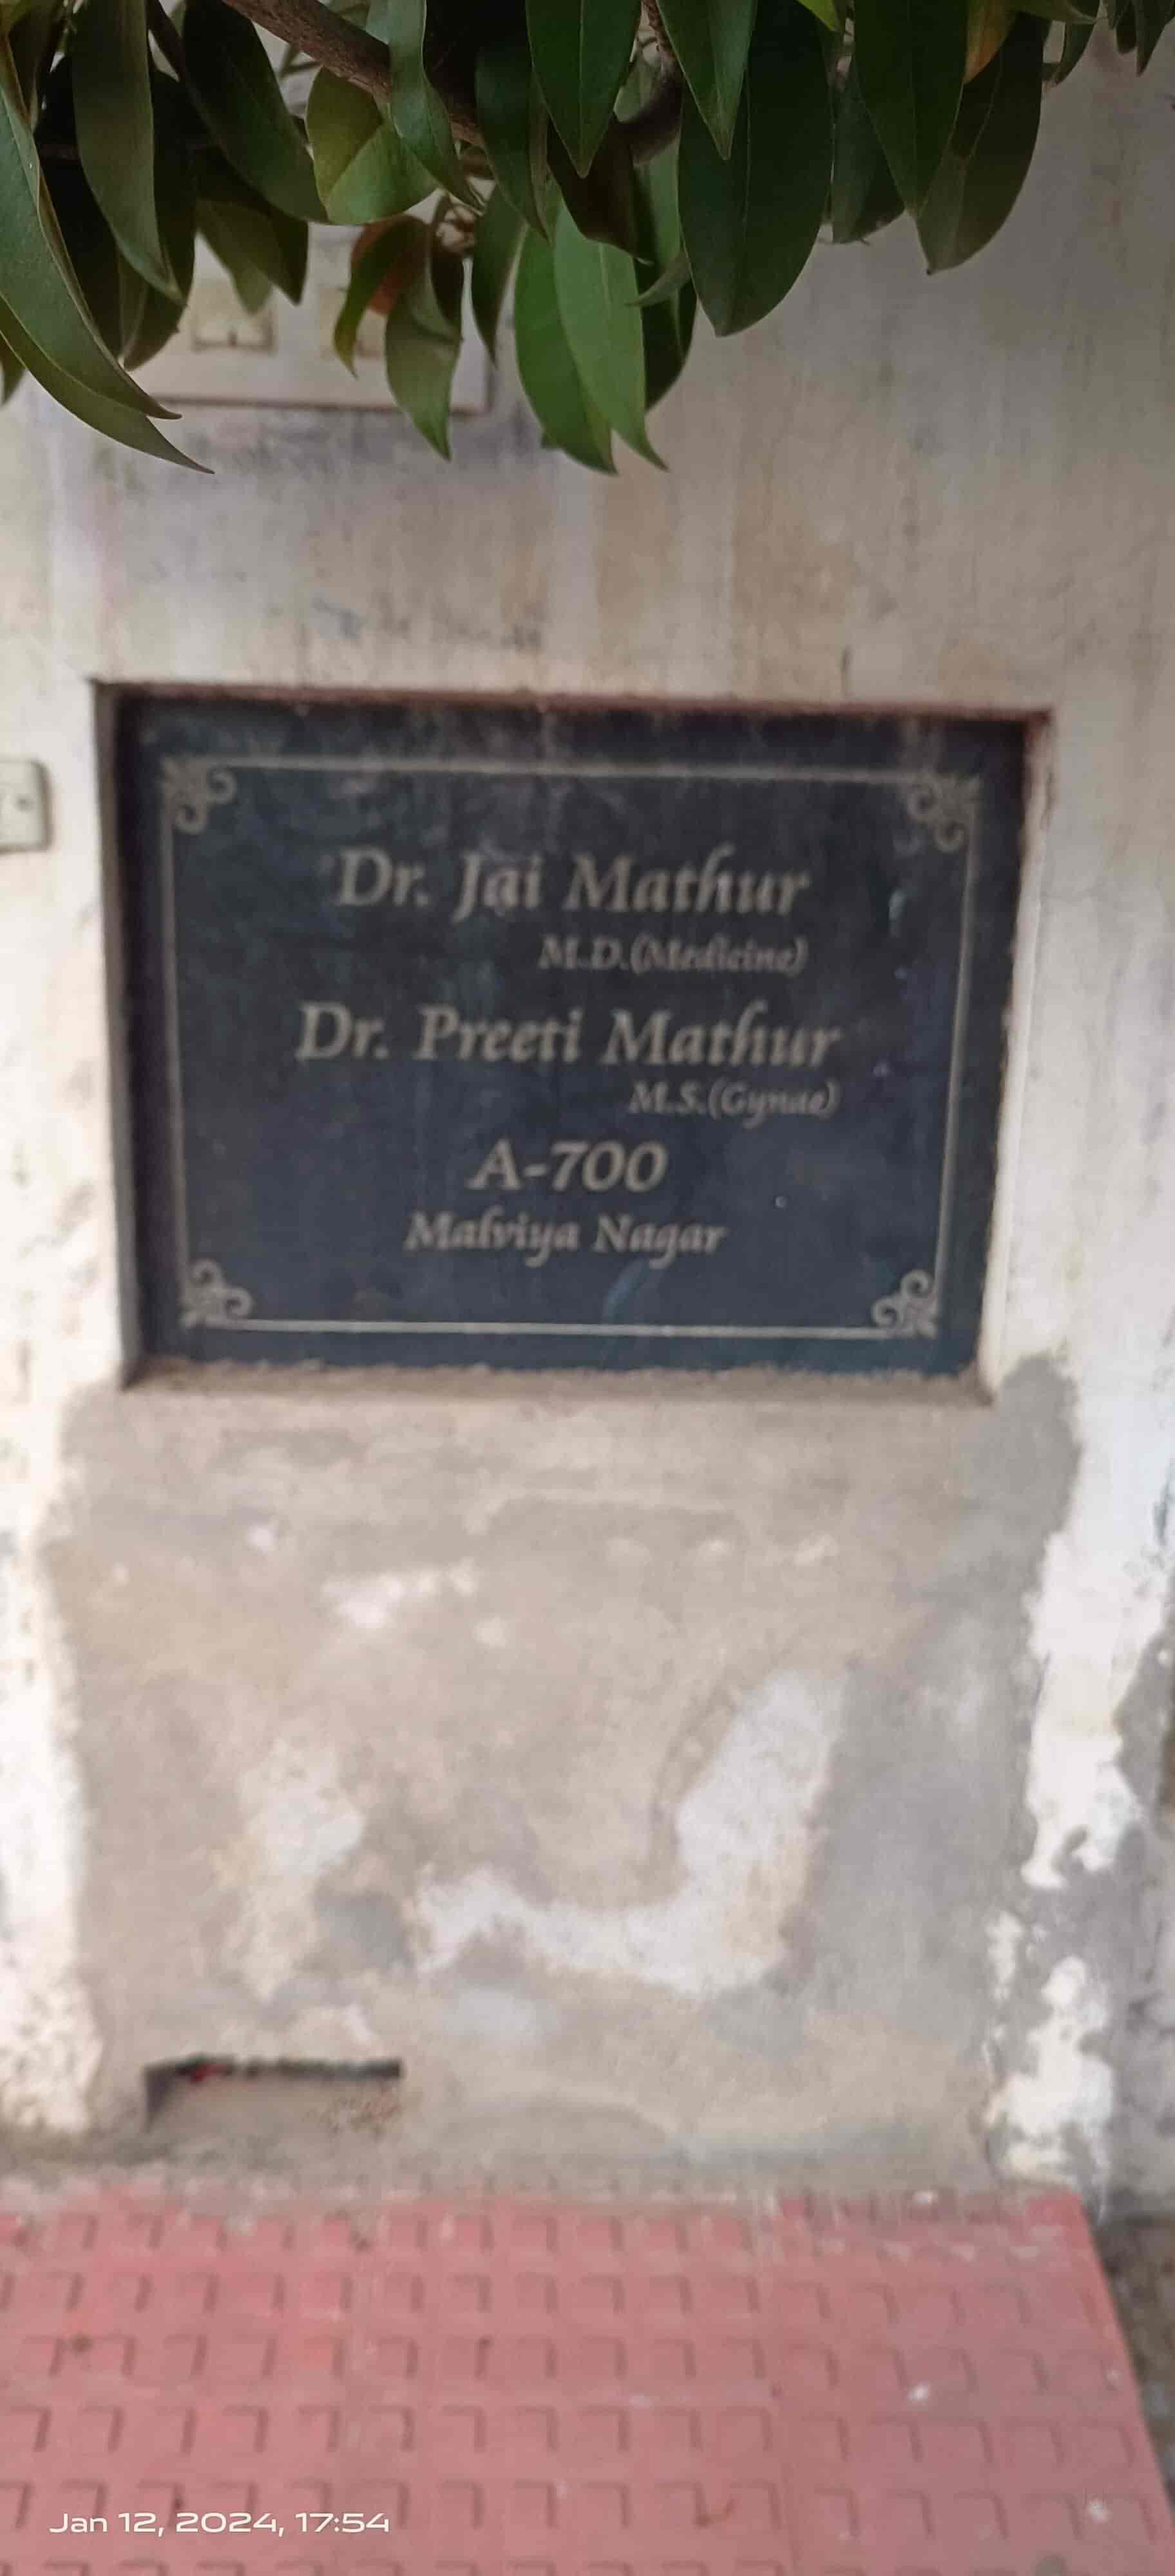 Dr. Jai Mathur
M.D.(Medicine)
Dr. Preeti Mathur
M.S.(Gynae)
A-700
Malviya Nagar
Jan 12, 2024, 17:54